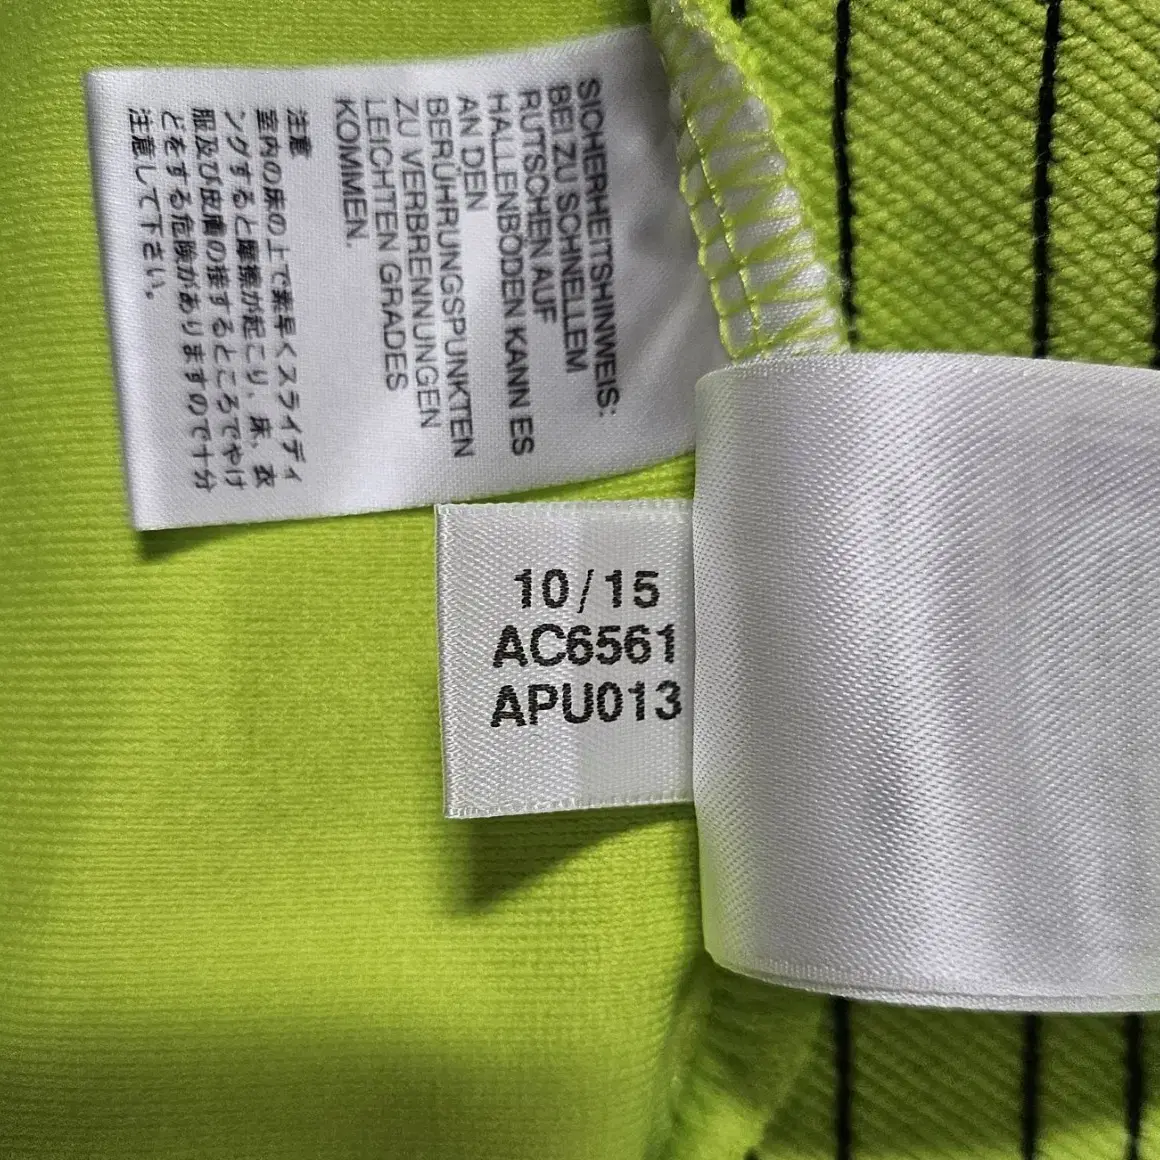 SICHERHEITSHINWEIS:
BEI ZU SCHNELLEM
RUTSCHEN AUF
HALLENBÖDEN KANN ES
AN DEN
BERÜHRUNGSPUNKTEN
ZU VERBRENNUNGEN
LEICHTEN GRADES
KOMMEN.
注意
室内の床の上で素早くスライディ
ングすると摩擦が起こり、床、衣
服及び皮膚の接するところでやけ
どをする危険がありますので十分
注意して下さい。
10/15
AC6561
APU013